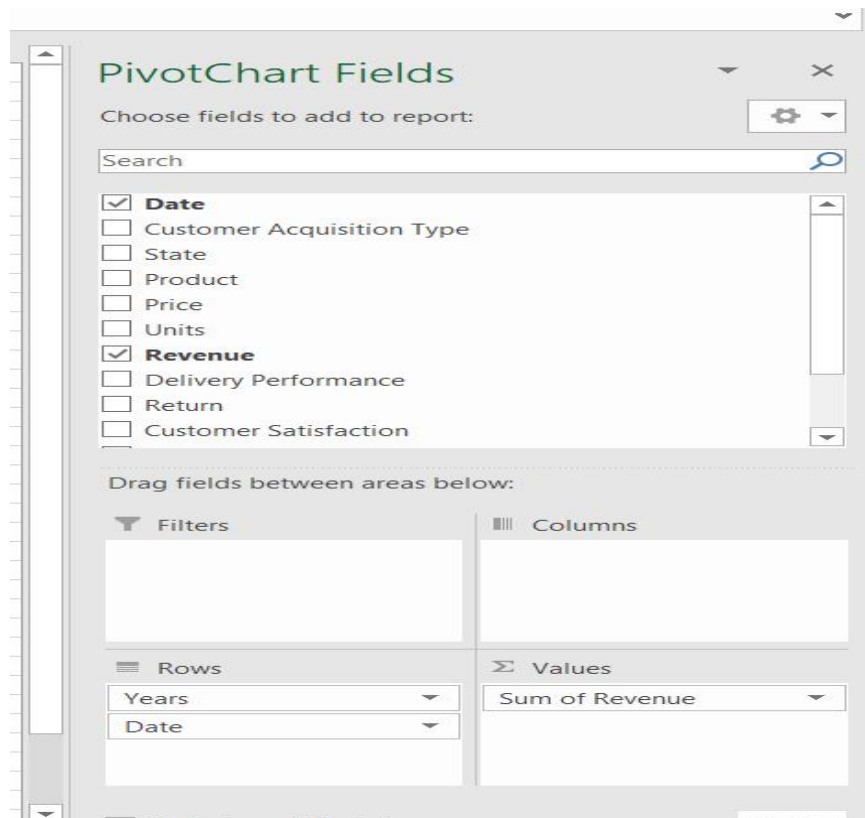 PivotChart Fields
Choose fields to add to report:
Search
Date
Customer Acquisition Type
State
Product
Price
Units
Revenue
Delivery Performance
Return
Customer Satisfaction
Drag fields between areas below:
Filters
Columns
Rows
Σ Values
Years
Sum of Revenue
Date